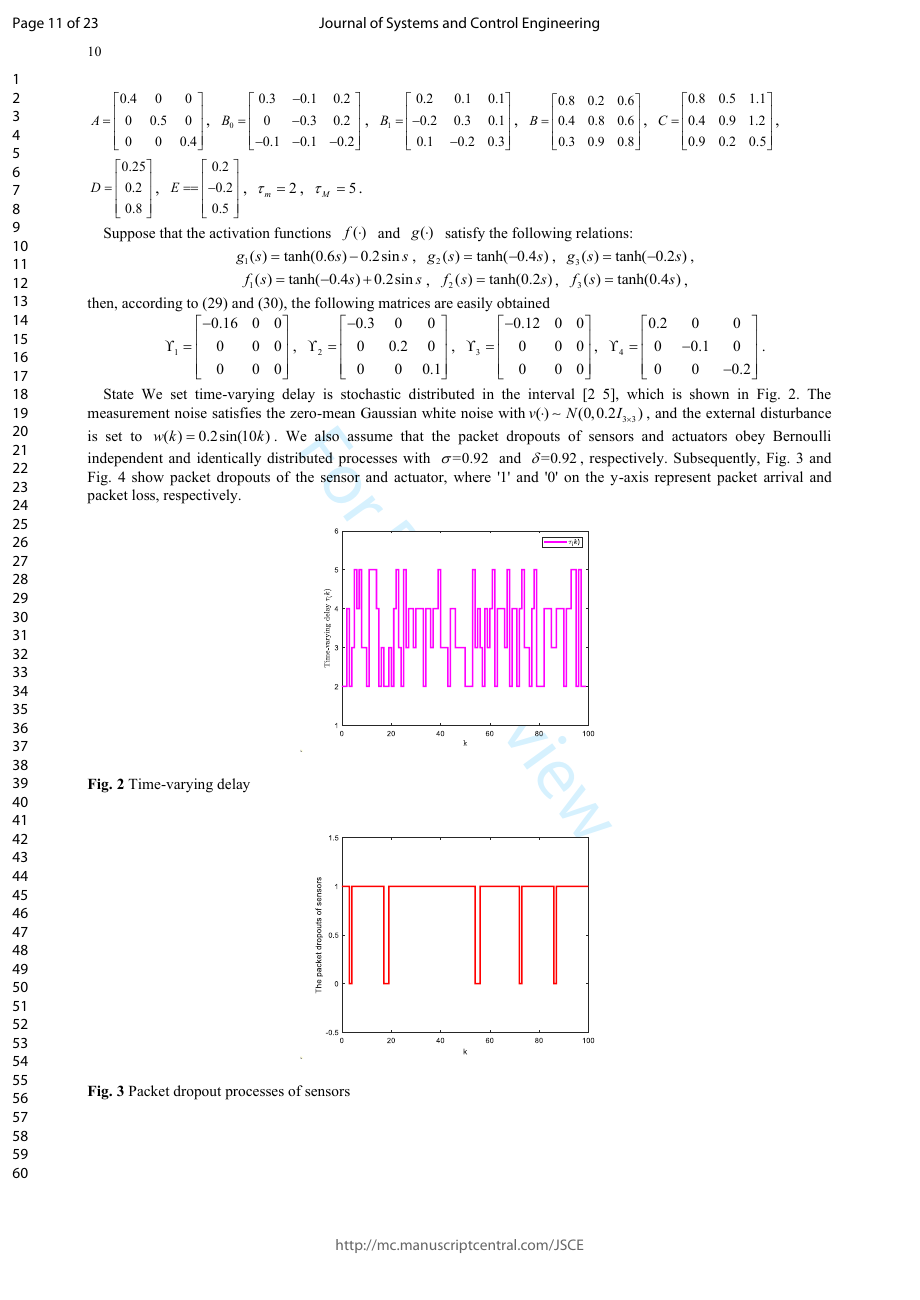 Page 11 of 23
Journal of Systems and Control Engineering
10
1
2
3
4
5
6
7
8
9
10
11
12
13
14
15
16
17
18
19
20
21
22
23
24
25
26
27
28
29
30
31
32
33
34
35
36
37
38
39
40
41
42
43
44
45
46
47
48
49
50
51
52
53
54
55
56
57
58
59
60
A = [0.4 0 0; 0 0.5 0; 0 0 0.4], B0 = [0.3 −0.1 0.2; 0 −0.3 0.2; −0.1 −0.1 −0.2], B1 = [0.2 0.1 0.1; −0.2 0.3 0.1; 0.1 −0.2 0.3], B = [0.8 0.2 0.6; 0.4 0.8 0.6; 0.3 0.9 0.8], C = [0.8 0.5 1.1; 0.4 0.9 1.2; 0.9 0.2 0.5],
D = [0.25; 0.2; 0.8], E == [0.2; −0.2; 0.5], τm = 2, τM = 5.
Suppose that the activation functions f(·) and g(·) satisfy the following relations:
g1(s) = tanh(0.6s) − 0.2 sin s, g2(s) = tanh(−0.4s), g3(s) = tanh(−0.2s),
f1(s) = tanh(−0.4s) + 0.2 sin s, f2(s) = tanh(0.2s), f3(s) = tanh(0.4s),
then, according to (29) and (30), the following matrices are easily obtained
ϒ1 = [−0.16 0 0; 0 0 0; 0 0 0], ϒ2 = [−0.3 0 0; 0 0.2 0; 0 0 0.1], ϒ3 = [−0.12 0 0; 0 0 0; 0 0 0], ϒ4 = [0.2 0 0; 0 −0.1 0; 0 0 −0.2].
State We set time-varying delay is stochastic distributed in the interval [2 5], which is shown in Fig. 2. The
measurement noise satisfies the zero-mean Gaussian white noise with v(·) ~ N(0, 0.2I3×3), and the external disturbance
is set to w(k) = 0.2 sin(10k). We also assume that the packet dropouts of sensors and actuators obey Bernoulli
independent and identically distributed processes with σ=0.92 and δ=0.92, respectively. Subsequently, Fig. 3 and
Fig. 4 show packet dropouts of the sensor and actuator, where '1' and '0' on the y-axis represent packet arrival and
packet loss, respectively.
6
5
4
3
2
1
0 20 40 60 80 100
k
Time-varying delay τ(k)
τ(k)
Fig. 2 Time-varying delay
1.5
1
0.5
0
-0.5
0 20 40 60 80 100
k
The packet dropouts of sensors
Fig. 3 Packet dropout processes of sensors
http://mc.manuscriptcentral.com/JSCE